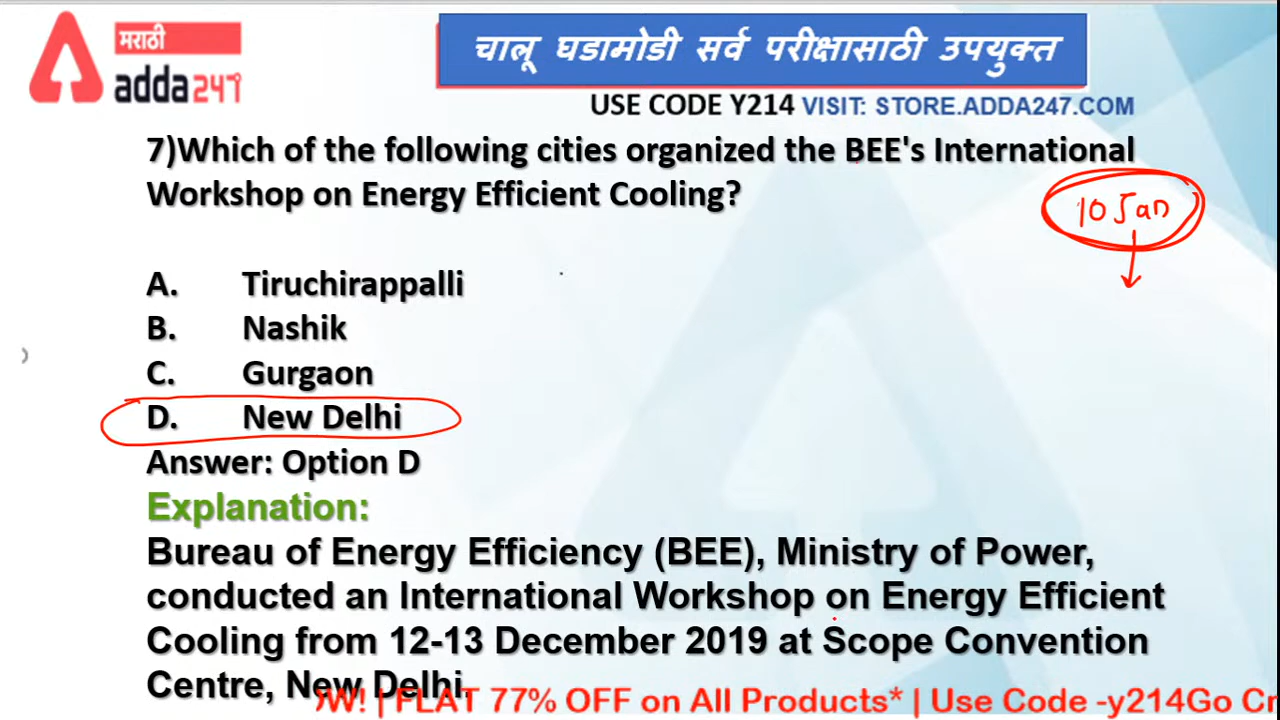 मराठी
adda247
चालू घडामोडी सर्व परीक्षासाठी उपयुक्त
USE CODE Y214 VISIT: STORE.ADDA247.COM
7)Which of the following cities organized the BEE's International
Workshop on Energy Efficient Cooling?
10 Jan
A. Tiruchirappalli
B. Nashik
C. Gurgaon
D. New Delhi
Answer: Option D
Explanation:
Bureau of Energy Efficiency (BEE), Ministry of Power,
conducted an International Workshop on Energy Efficient
Cooling from 12-13 December 2019 at Scope Convention
Centre, New Delhi.
W! | FLAT 77% OFF on All Products* | Use Code -y214Go Cr